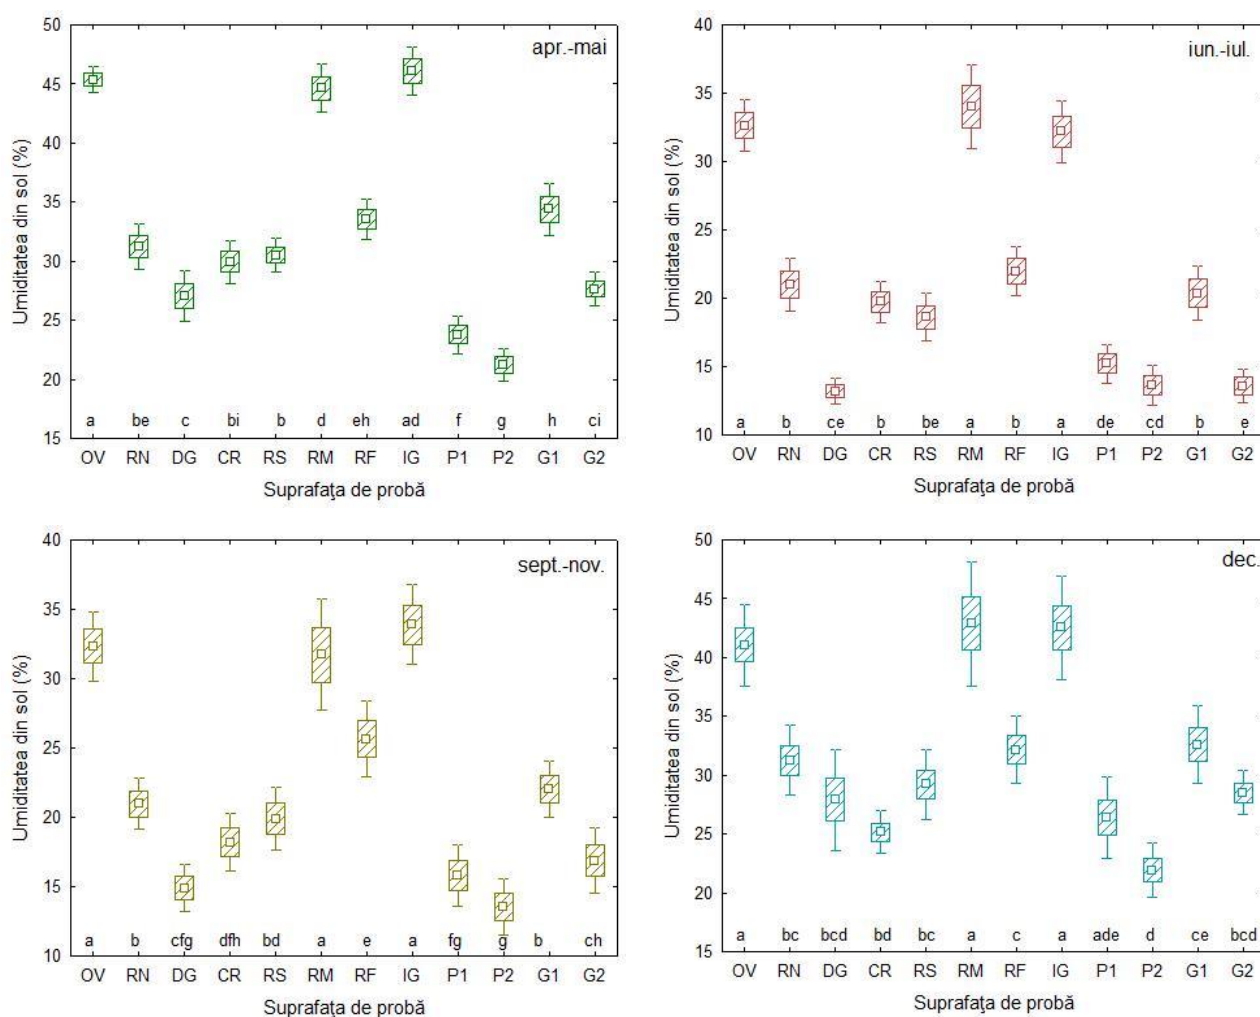 apr.-mai
Umiditatea din sol (%)
50
45
40
35
30
25
20
15
a be c bi b d eh ad f g h ci
OV RN DG CR RS RM RF IG P1 P2 G1 G2
Suprafaţa de probă
iun.-iul.
Umiditatea din sol (%)
40
35
30
25
20
15
10
a b ce b be a b a de cd b e
OV RN DG CR RS RM RF IG P1 P2 G1 G2
Suprafaţa de probă
sept.-nov.
Umiditatea din sol (%)
40
35
30
25
20
15
10
a b cfg dfh bd a e a fg g b ch
OV RN DG CR RS RM RF IG P1 P2 G1 G2
Suprafaţa de probă
dec.
Umiditatea din sol (%)
50
45
40
35
30
25
20
15
a bc bcd bd bc a c a ade d ce bcd
OV RN DG CR RS RM RF IG P1 P2 G1 G2
Suprafaţa de probă